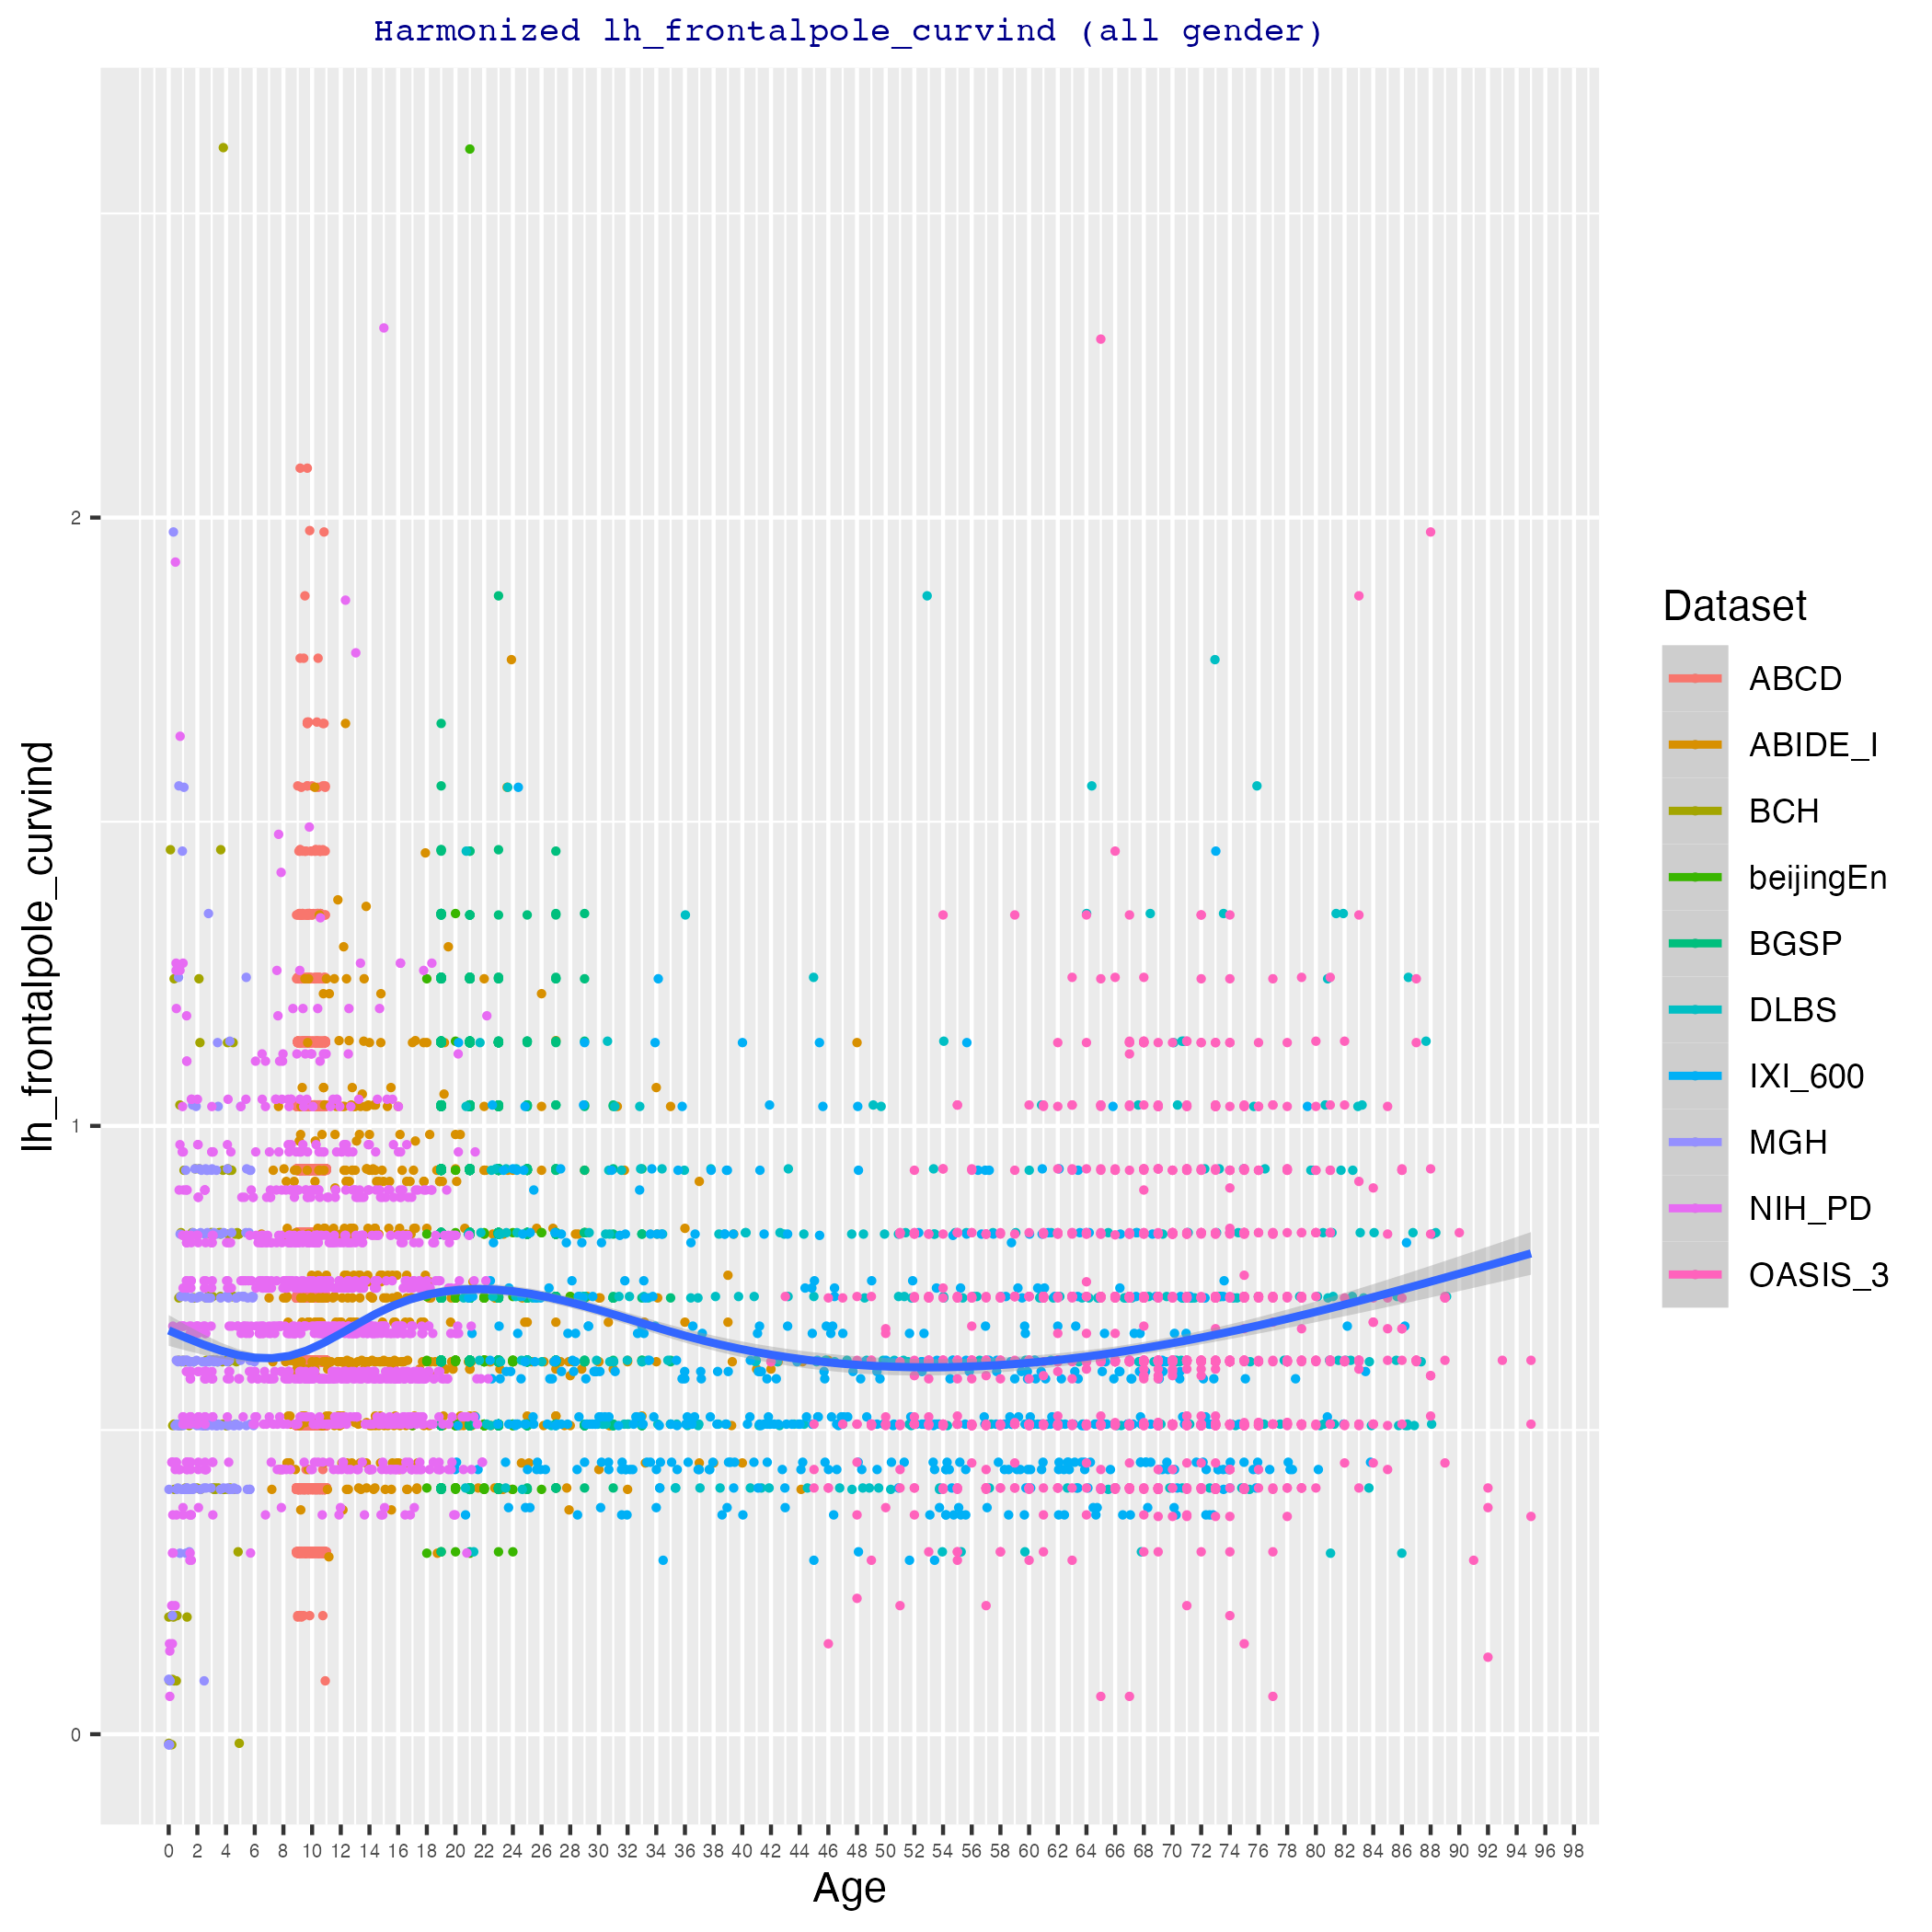 Harmonized lh_frontalpole_curvind (all gender)
lh_frontalpole_curvind
2
1
0
0 2 4 6 8 10 12 14 16 18 20 22 24 26 28 30 32 34 36 38 40 42 44 46 48 50 52 54 56 58 60 62 64 66 68 70 72 74 76 78 80 82 84 86 88 90 92 94 96 98
Age
Dataset
ABCD
ABIDE_I
BCH
beijingEn
BGSP
DLBS
IXI_600
MGH
NIH_PD
OASIS_3